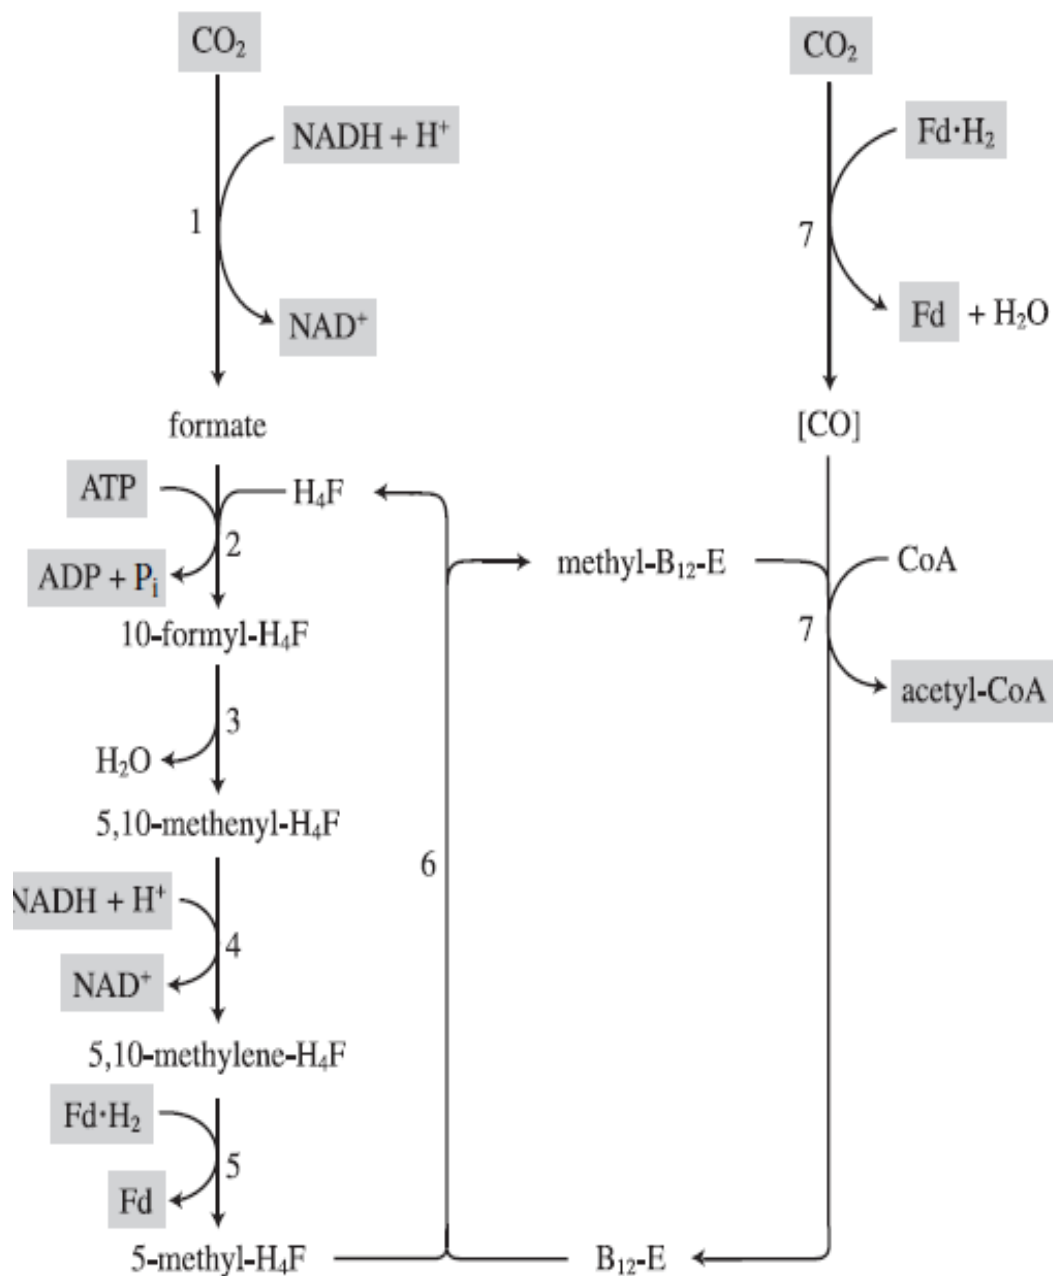 CO₂
NADH + H⁺
1
NAD⁺
formate
ATP
H₄F
2
ADP + Pᵢ
10-formyl-H₄F
3
H₂O
5,10-methenyl-H₄F
NADH + H⁺
4
NAD⁺
5,10-methylene-H₄F
Fd·H₂
5
Fd
5-methyl-H₄F
6
methyl-B₁₂-E
B₁₂-E
CO₂
Fd·H₂
7
Fd + H₂O
[CO]
CoA
7
acetyl-CoA